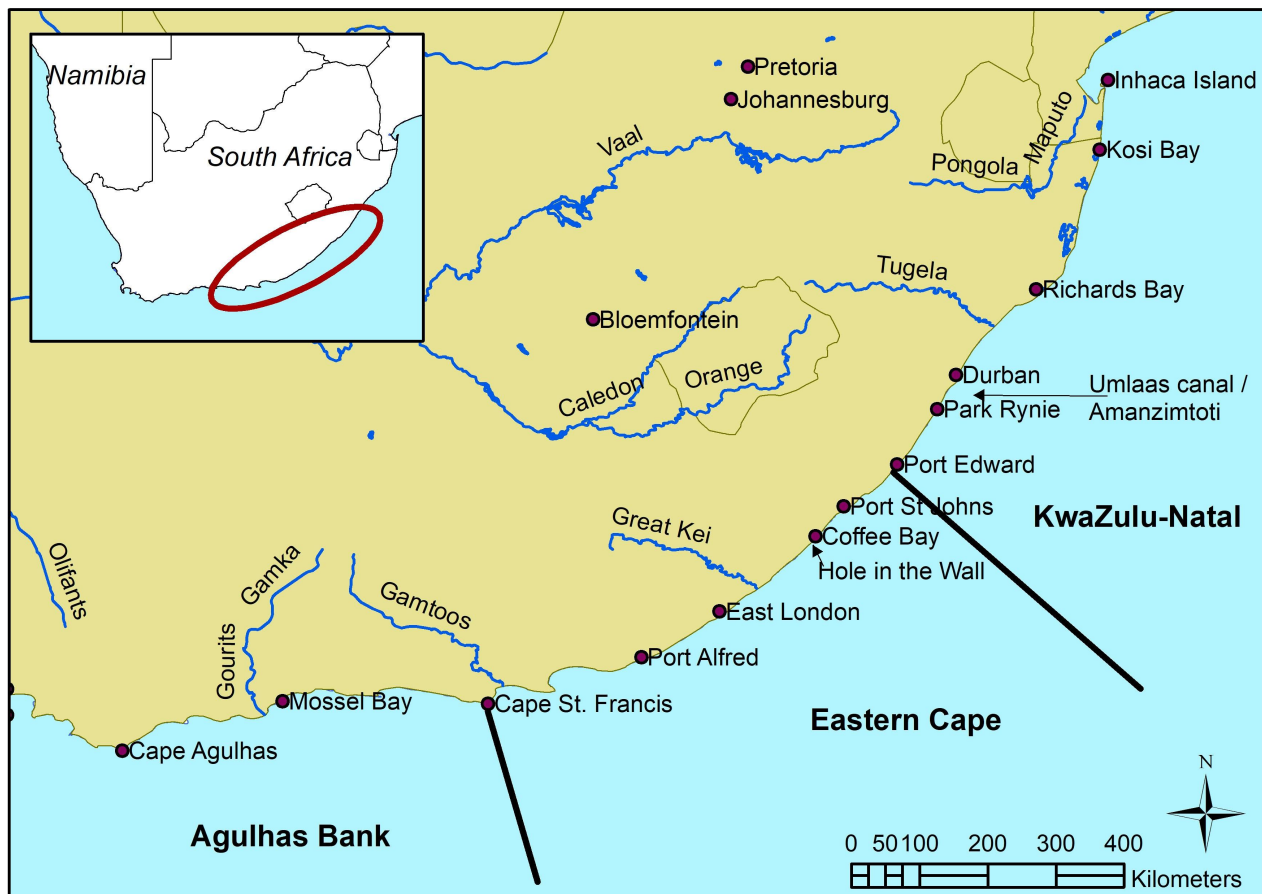 Namibia
South Africa
Pretoria
Johannesburg
Inhaca Island
Maputo
Vaal
Pongola
Kosi Bay
Tugela
Richards Bay
Bloemfontein
Orange
Caledon
Durban
Umlaas canal /
Amanzimtoti
Park Rynie
Port Edward
Port St Johns
KwaZulu-Natal
Great Kei
Coffee Bay
Hole in the Wall
Olifants
Gamka
Gamtoos
East London
Gourits
Port Alfred
Mossel Bay
Cape St. Francis
Eastern Cape
Cape Agulhas
Agulhas Bank
N
0 50 100 200 300 400
Kilometers